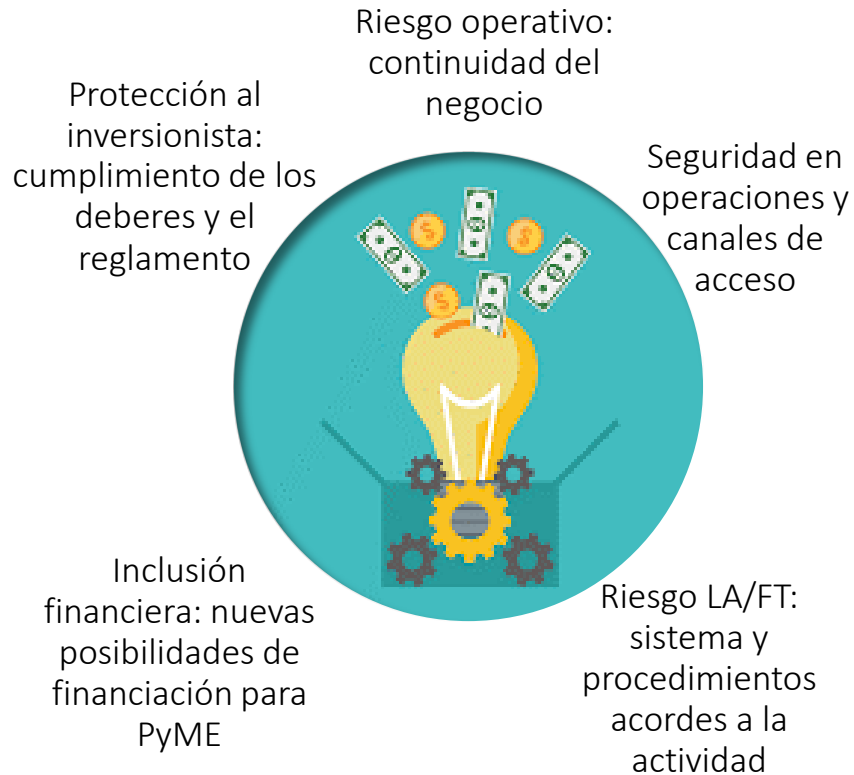 Riesgo operativo:
continuidad del
negocio
Protección al
inversionista:
cumplimiento de los
deberes y el
reglamento
Seguridad en
operaciones y
canales de
acceso
Inclusión
financiera: nuevas
posibilidades de
financiación para
PyME
Riesgo LA/FT:
sistema y
procedimientos
acordes a la
actividad